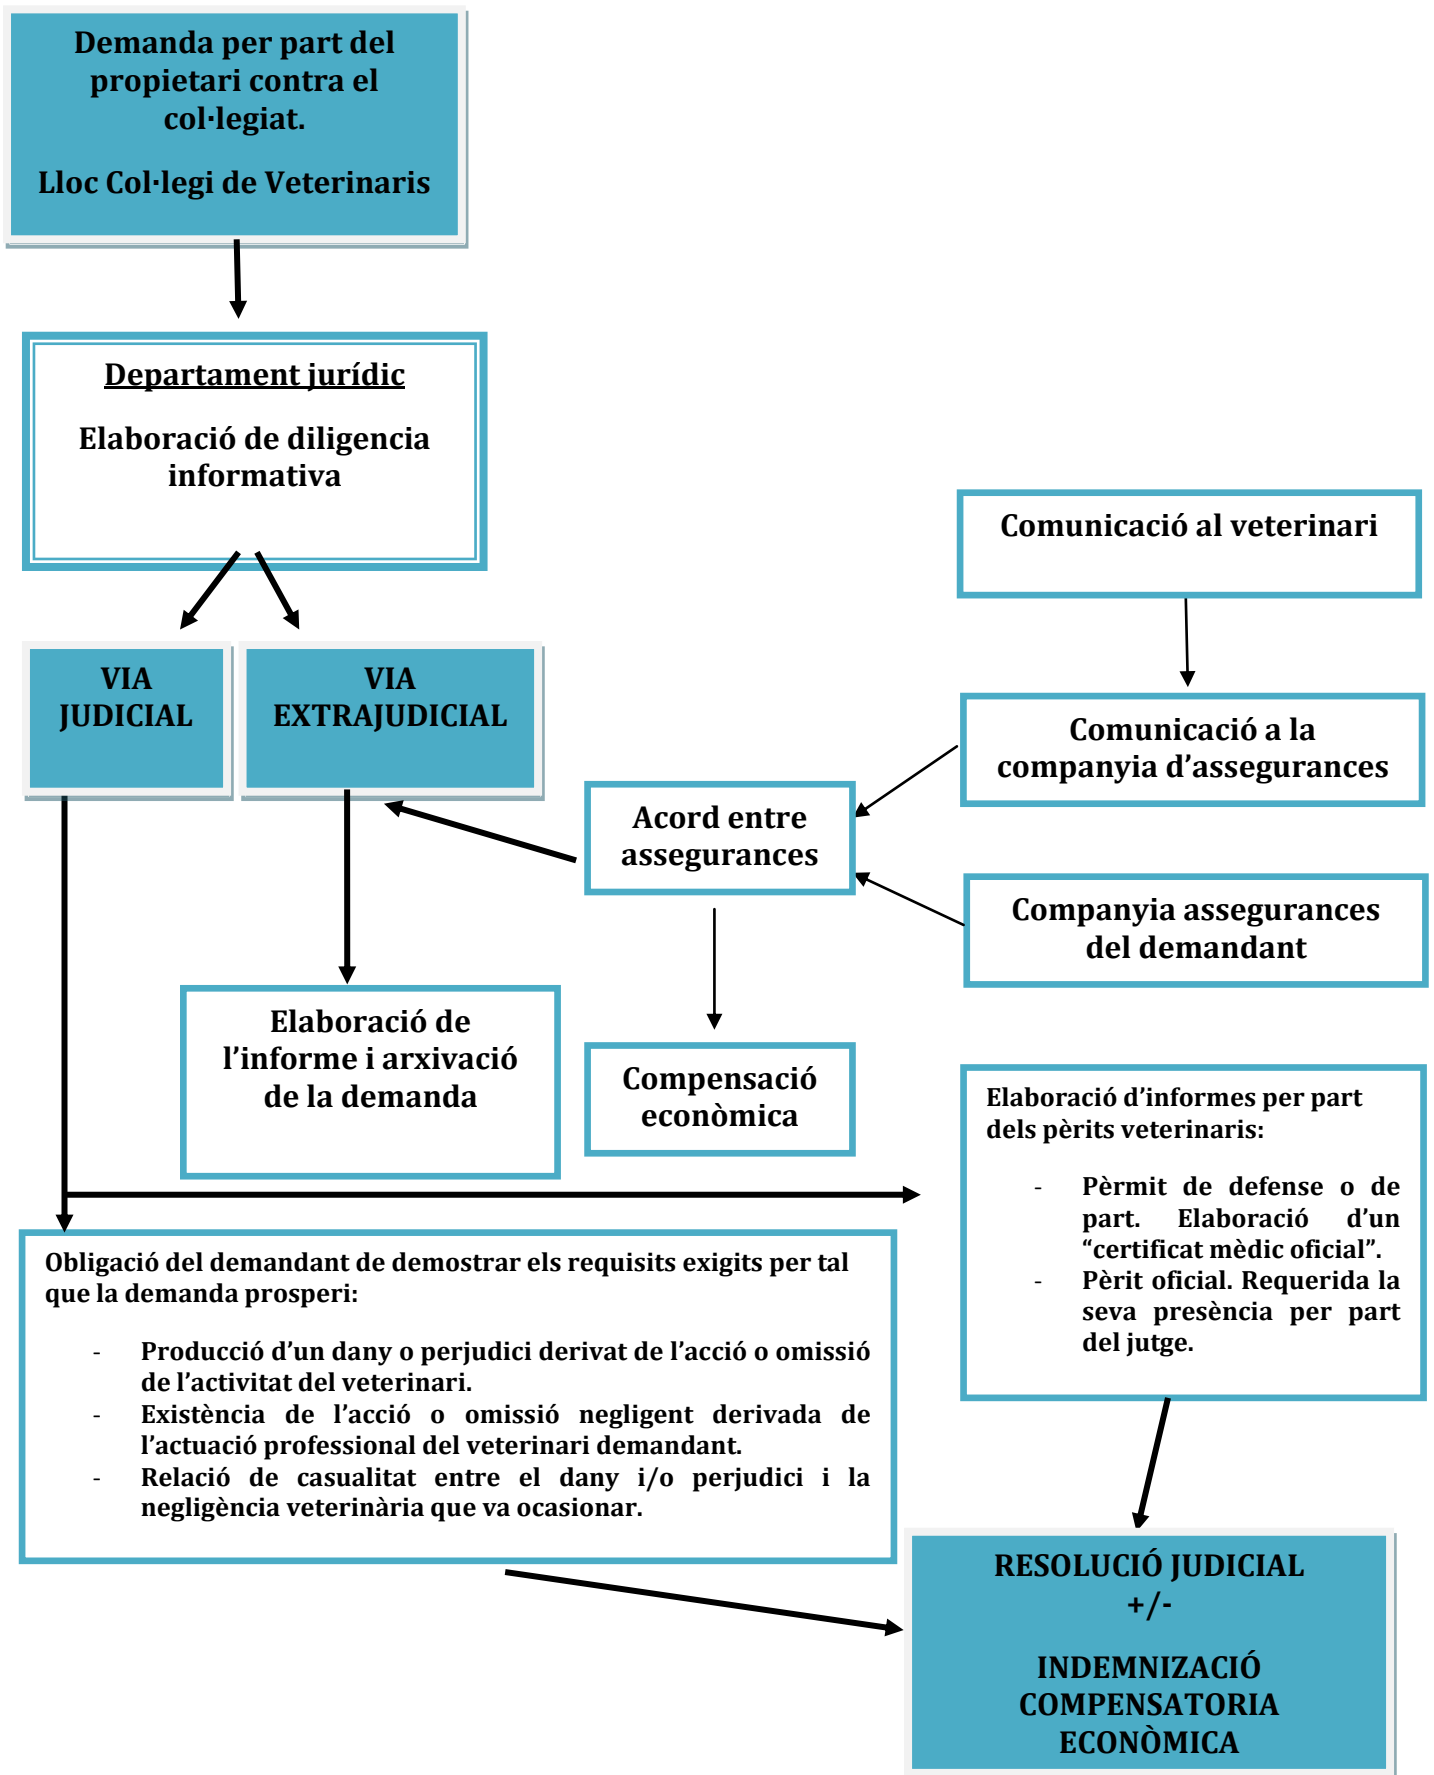 Demanda per part del
propietari contra el
col·legiat.
Lloc Col·legi de Veterinaris
Departament jurídic
Elaboració de diligencia
informativa
Comunicació al veterinari
VIA
JUDICIAL
VIA
EXTRAJUDICIAL
Comunicació a la
companyia d’assegurances
Acord entre
assegurances
Companyia assegurances
del demandant
Elaboració de
l’informe i arxivació
de la demanda
Compensació
econòmica
Elaboració d’informes per part
dels pèrits veterinaris:
- Pèrmit de defense o de
part. Elaboració d’un
“certificat mèdic oficial”.
- Pèrit oficial. Requerida la
seva presència per part
del jutge.
Obligació del demandant de demostrar els requisits exigits per tal
que la demanda prosperi:
- Producció d’un dany o perjudici derivat de l’acció o omissió
de l’activitat del veterinari.
- Existència de l’acció o omissió negligent derivada de
l’actuació professional del veterinari demandant.
- Relació de casualitat entre el dany i/o perjudici i la
negligència veterinària que va ocasionar.
RESOLUCIÓ JUDICIAL
+/-
INDEMNIZACIÓ
COMPENSATORIA
ECONÒMICA